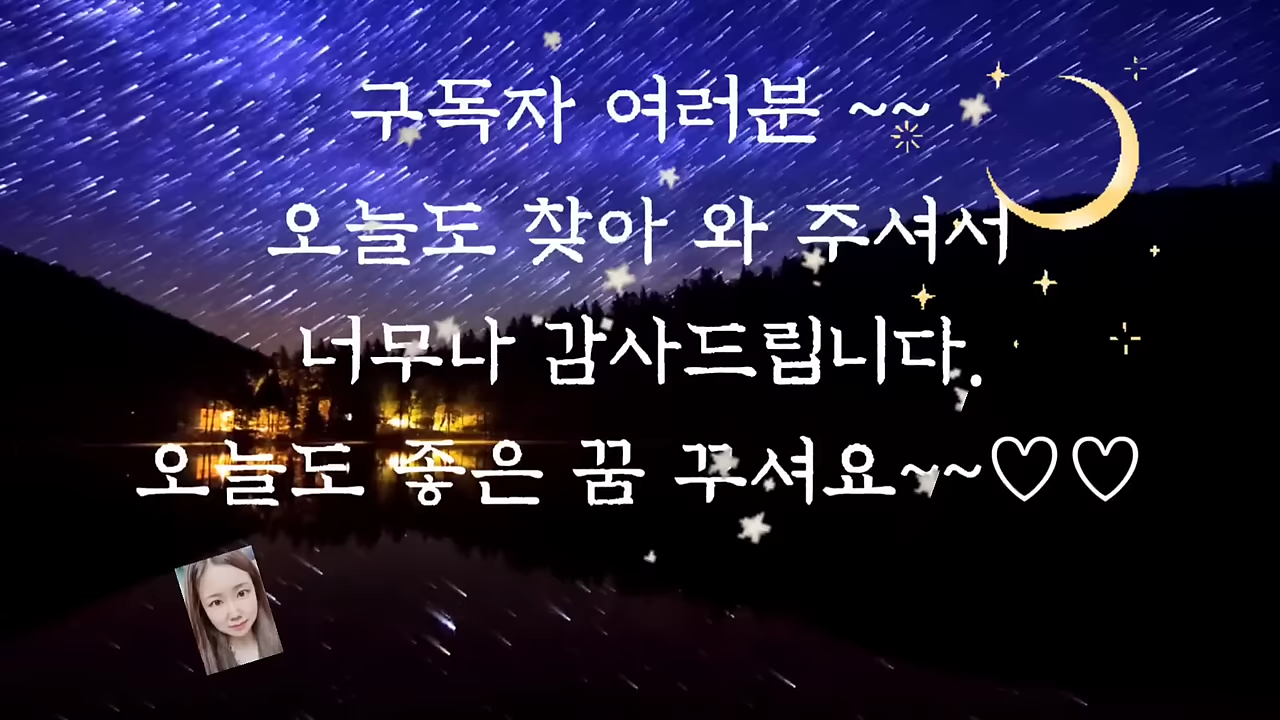 구독자 여러분 ~~
오늘도 찾아 와 주셔서
너무나 감사드립니다.
오늘도 좋은 꿈 꾸셔요~~♡♡